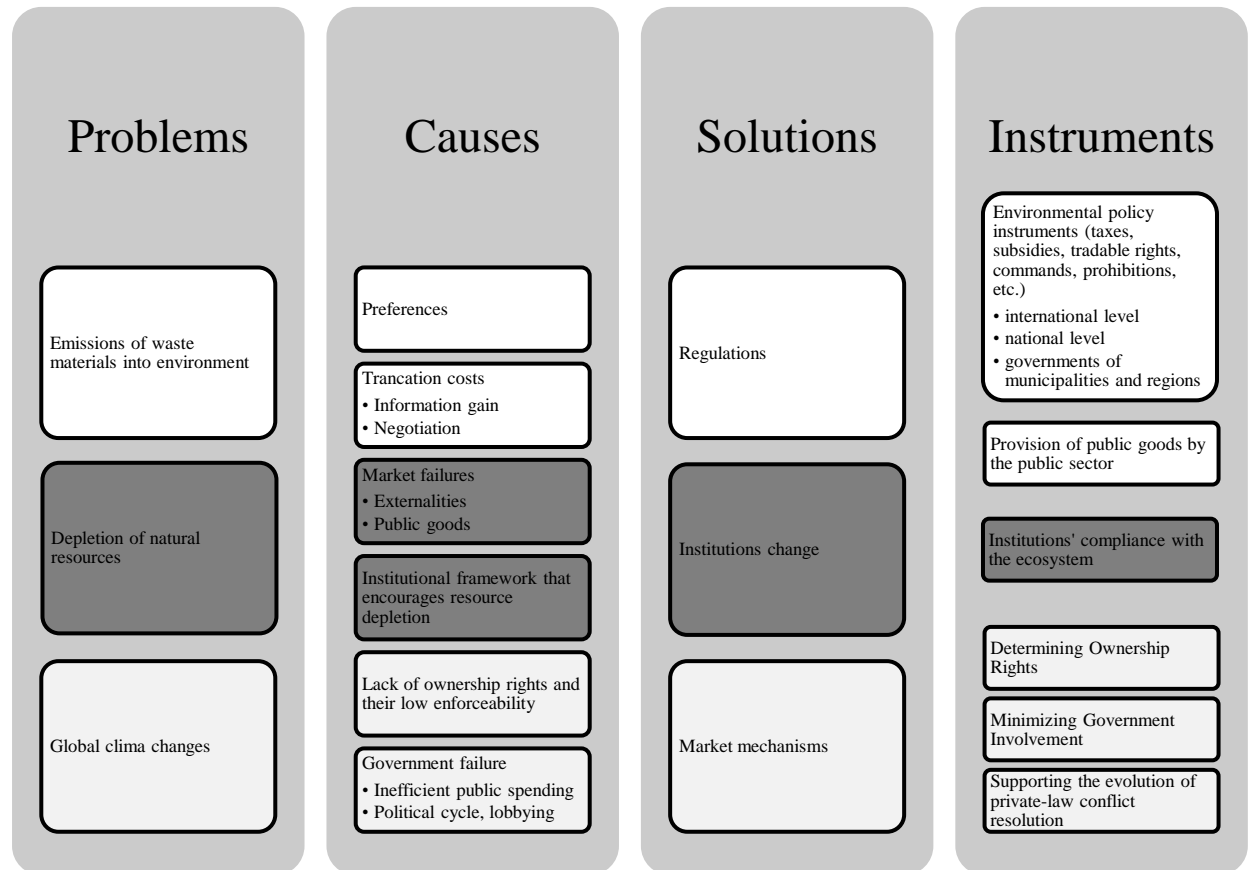 Problems
Emissions of waste
materials into environment
Depletion of natural
resources
Global clima changes
Causes
Preferences
Trancation costs
• Information gain
• Negotiation
Market failures
• Externalities
• Public goods
Institutional framework that
encourages resource
depletion
Lack of ownership rights and
their low enforceability
Government failure
• Inefficient public spending
• Political cycle, lobbying
Solutions
Regulations
Institutions change
Market mechanisms
Instruments
Environmental policy
instruments (taxes,
subsidies, tradable rights,
commands, prohibitions,
etc.)
• international level
• national level
• governments of
municipalities and regions
Provision of public goods by
the public sector
Institutions' compliance with
the ecosystem
Determining Ownership
Rights
Minimizing Government
Involvement
Supporting the evolution of
private-law conflict
resolution